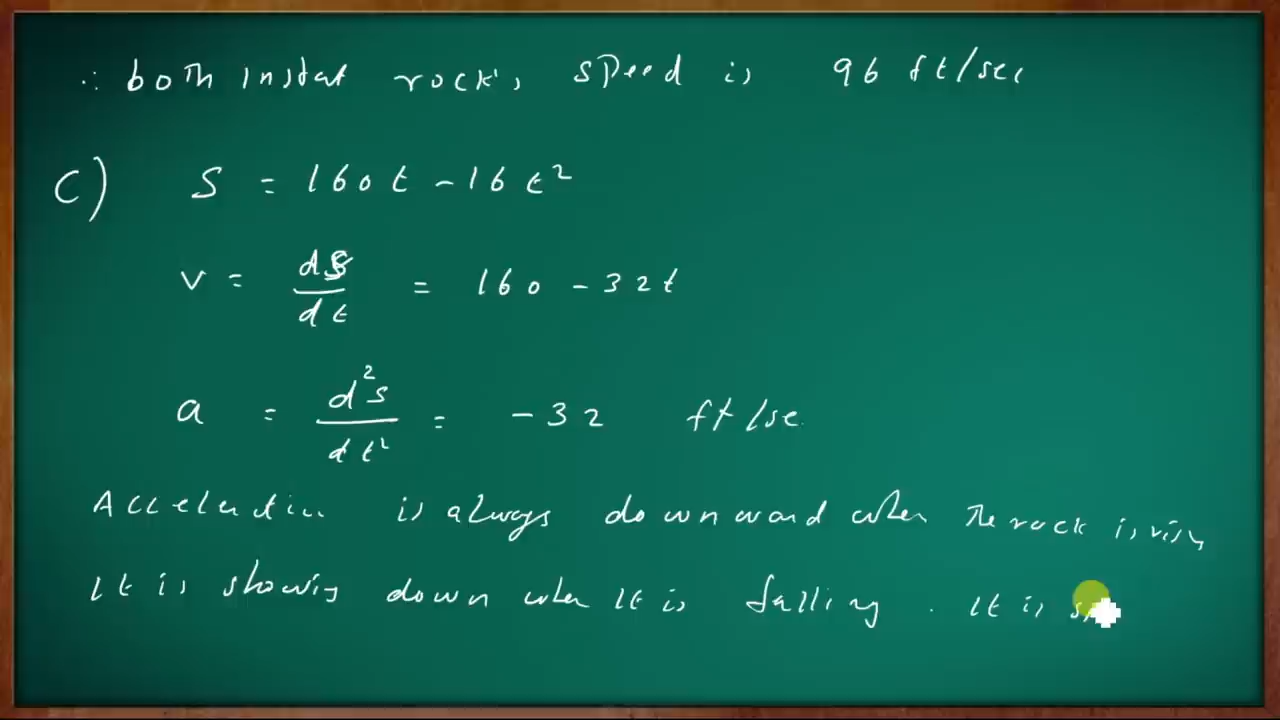 ∴ both instat rock's speed is 96 ft/sec
C) S = 160t - 16t²
v = dS/dt = 160 - 32t
a = d²s/dt² = -32 ft/sec
Acceleration is always downward when the rock is rising
It is slowing down when it is falling. It is